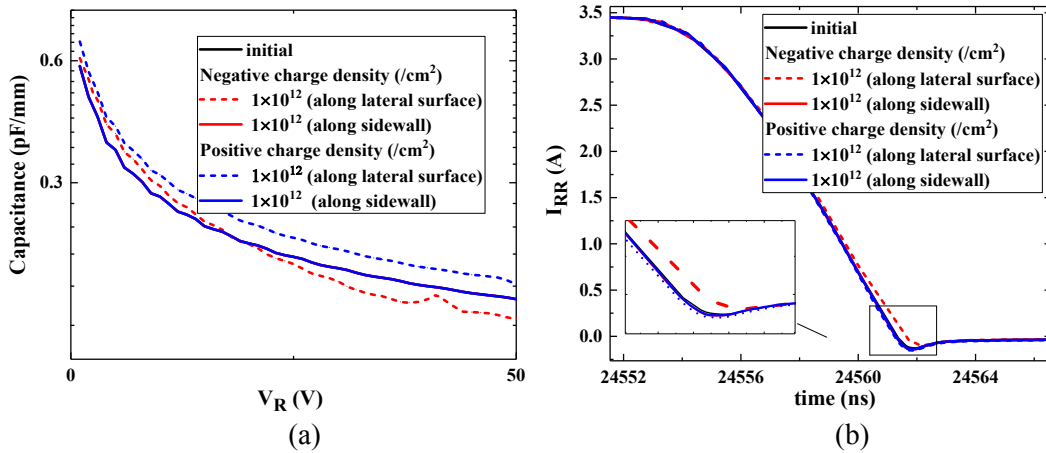 Capacitance (pF/mm)
0.6
0.3
initial
Negative charge density (/cm²)
1×10¹² (along lateral surface)
1×10¹² (along sidewall)
Positive charge density (/cm²)
1×10¹² (along lateral surface)
1×10¹² (along sidewall)
0
50
V_R (V)
(a)
I_RR (A)
3.5
3.0
2.5
2.0
1.5
1.0
0.5
0.0
initial
Negative charge density (/cm²)
1×10¹² (along lateral surface)
1×10¹² (along sidewall)
Positive charge density (/cm²)
1×10¹² (along lateral surface)
1×10¹² (along sidewall)
24552
24556
24560
24564
time (ns)
(b)